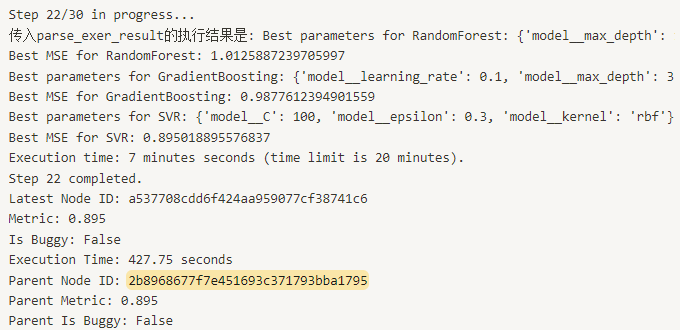 Step 22/30 in progress...
传入parse_exer_result的执行结果是: Best parameters for RandomForest: {'model__max_depth':
Best MSE for RandomForest: 1.0125887239705997
Best parameters for GradientBoosting: {'model__learning_rate': 0.1, 'model__max_depth': 3
Best MSE for GradientBoosting: 0.9877612394901559
Best parameters for SVR: {'model__C': 100, 'model__epsilon': 0.3, 'model__kernel': 'rbf'}
Best MSE for SVR: 0.895018895576837
Execution time: 7 minutes seconds (time limit is 20 minutes).
Step 22 completed.
Latest Node ID: a537708cdd6f424aa959077cf38741c6
Metric: 0.895
Is Buggy: False
Execution Time: 427.75 seconds
Parent Node ID: 2b8968677f7e451693c371793bba1795
Parent Metric: 0.895
Parent Is Buggy: False